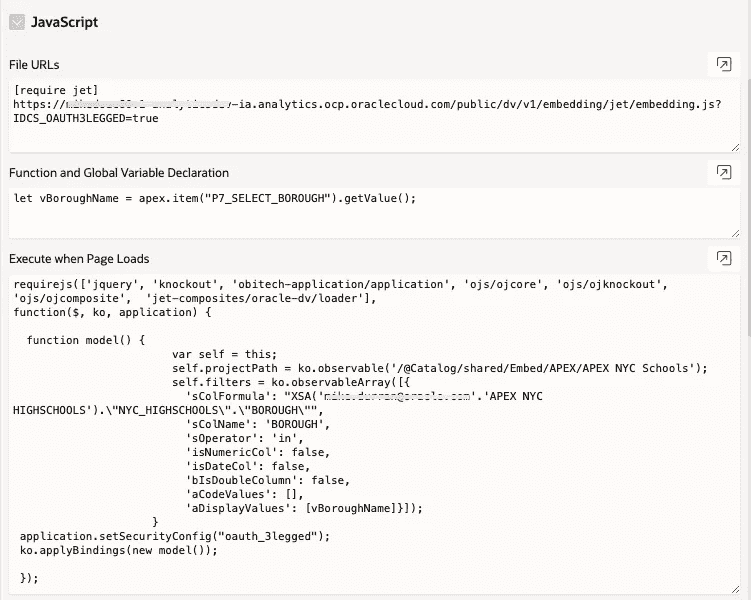 JavaScript
File URLs
[require jet]
https://-ia.analytics.ocp.oraclecloud.com/public/dv/v1/embedding/jet/embedding.js?
IDCS_OAUTH3LEGGED=true
Function and Global Variable Declaration
let vBoroughName = apex.item("P7_SELECT_BOROUGH").getValue();
Execute when Page Loads
requirejs(['jquery', 'knockout', 'obitech-application/application', 'ojs/ojcore', 'ojs/ojknockout',
'ojs/ojcomposite',  'jet-composites/oracle-dv/loader'],
function($, ko, application) {
function model() {
var self = this;
self.projectPath = ko.observable('/@Catalog/shared/Embed/APEX/APEX NYC Schools');
self.filters = ko.observableArray([{
'sColFormula': "XSA(''.'APEX NYC
HIGHSCHOOLS').\"NYC_HIGHSCHOOLS\".\"BOROUGH\"",
'sColName': 'BOROUGH',
'sOperator': 'in',
'isNumericCol': false,
'isDateCol': false,
'bIsDoubleColumn': false,
'aCodeValues': [],
'aDisplayValues': [vBoroughName]}]);
}
application.setSecurityConfig("oauth_3legged");
ko.applyBindings(new model());
});